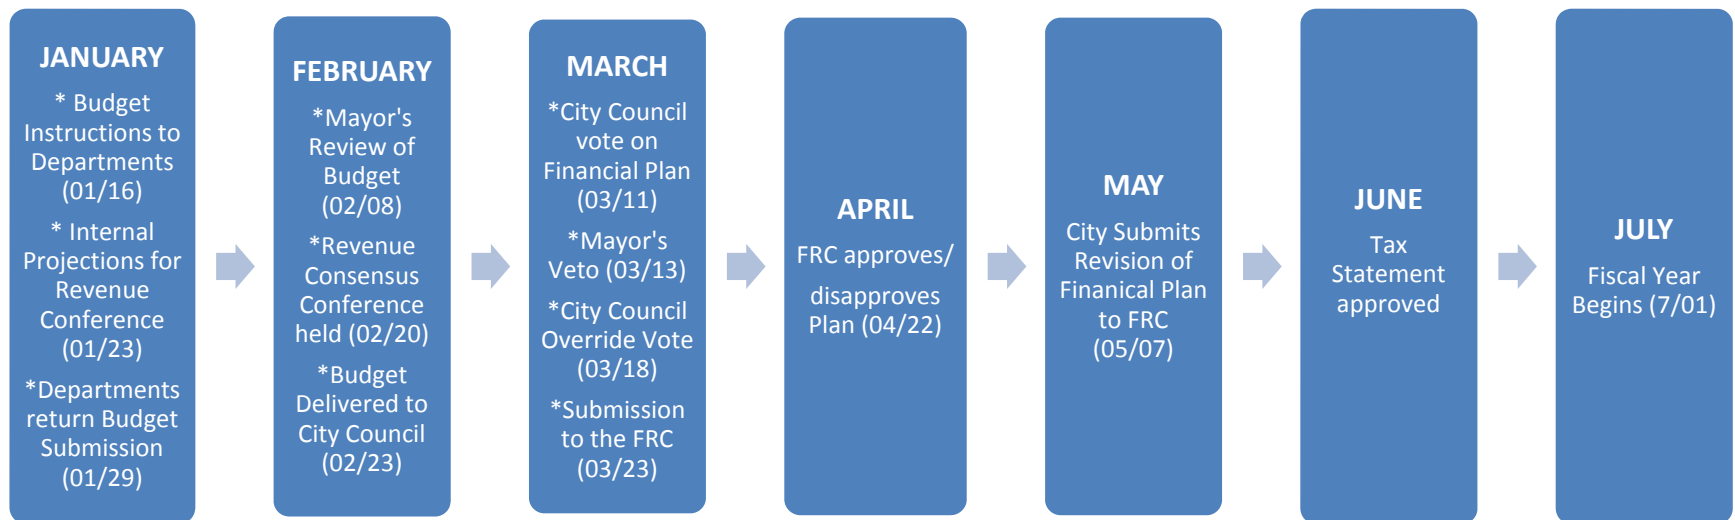 JANUARY
* Budget
Instructions to
Departments
(01/16)
* Internal
Projections for
Revenue
Conference
(01/23)
*Departments
return Budget
Submission
(01/29)
FEBRUARY
*Mayor's
Review of
Budget
(02/08)
*Revenue
Consensus
Conference
held (02/20)
*Budget
Delivered to
City Council
(02/23)
MARCH
*City Council
vote on
Financial Plan
(03/11)
*Mayor's
Veto (03/13)
*City Council
Override Vote
(03/18)
*Submission
to the FRC
(03/23)
APRIL
FRC approves/
disapproves
Plan (04/22)
MAY
City Submits
Revision of
Finanical Plan
to FRC
(05/07)
JUNE
Tax
Statement
approved
JULY
Fiscal Year
Begins (7/01)